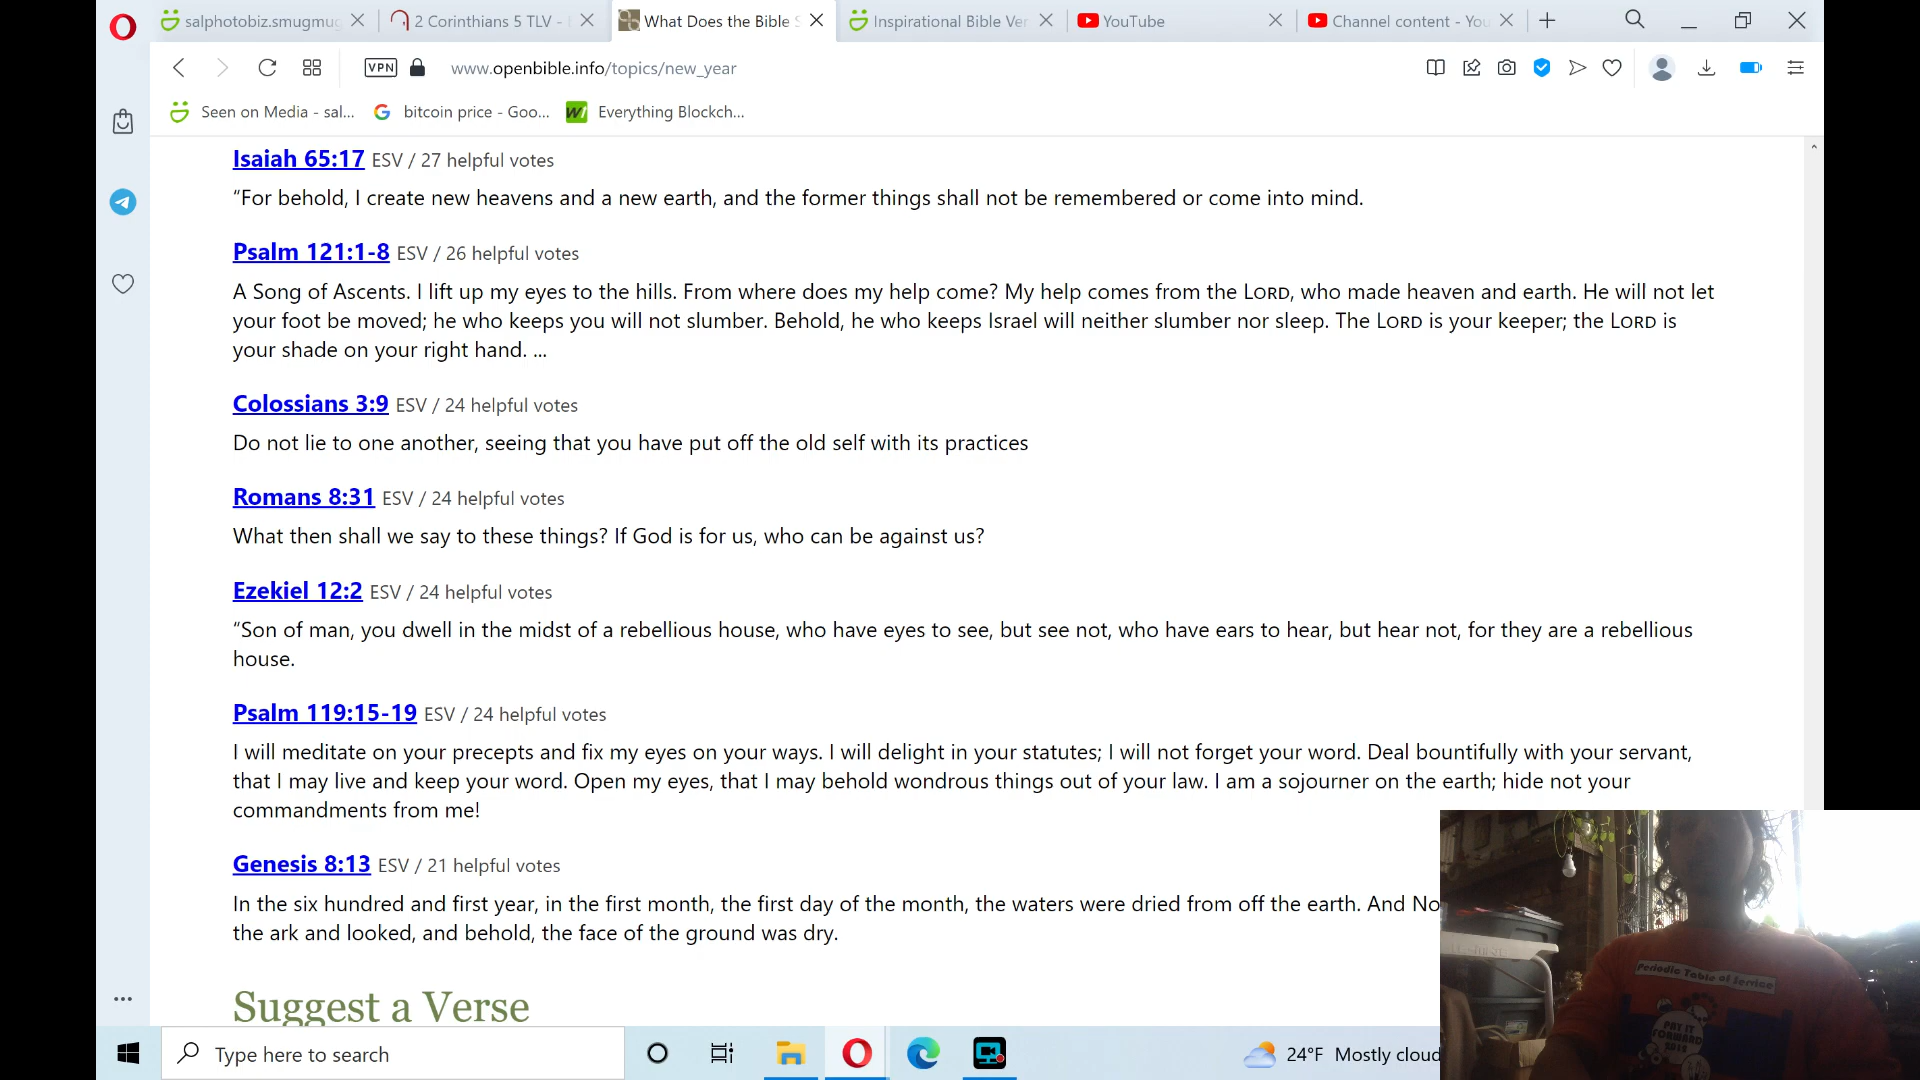 salphotobiz.smugmug
2 Corinthians 5 TLV -
What Does the Bible S
Inspirational Bible Ver
YouTube
Channel content - You
VPN
www.openbible.info/topics/new_year
Seen on Media - sal...
bitcoin price - Goo...
Everything Blockch...
Isaiah 65:17 ESV / 27 helpful votes
“For behold, I create new heavens and a new earth, and the former things shall not be remembered or come into mind.
Psalm 121:1-8 ESV / 26 helpful votes
A Song of Ascents. I lift up my eyes to the hills. From where does my help come? My help comes from the LORD, who made heaven and earth. He will not let
your foot be moved; he who keeps you will not slumber. Behold, he who keeps Israel will neither slumber nor sleep. The LORD is your keeper; the LORD is
your shade on your right hand. ...
Colossians 3:9 ESV / 24 helpful votes
Do not lie to one another, seeing that you have put off the old self with its practices
Romans 8:31 ESV / 24 helpful votes
What then shall we say to these things? If God is for us, who can be against us?
Ezekiel 12:2 ESV / 24 helpful votes
“Son of man, you dwell in the midst of a rebellious house, who have eyes to see, but see not, who have ears to hear, but hear not, for they are a rebellious
house.
Psalm 119:15-19 ESV / 24 helpful votes
I will meditate on your precepts and fix my eyes on your ways. I will delight in your statutes; I will not forget your word. Deal bountifully with your servant,
that I may live and keep your word. Open my eyes, that I may behold wondrous things out of your law. I am a sojourner on the earth; hide not your
commandments from me!
Genesis 8:13 ESV / 21 helpful votes
In the six hundred and first year, in the first month, the first day of the month, the waters were dried from off the earth. And No
the ark and looked, and behold, the face of the ground was dry.
Suggest a Verse
Periodic Table of Service
PAY IT
FORWARD
Type here to search
24°F Mostly cloud